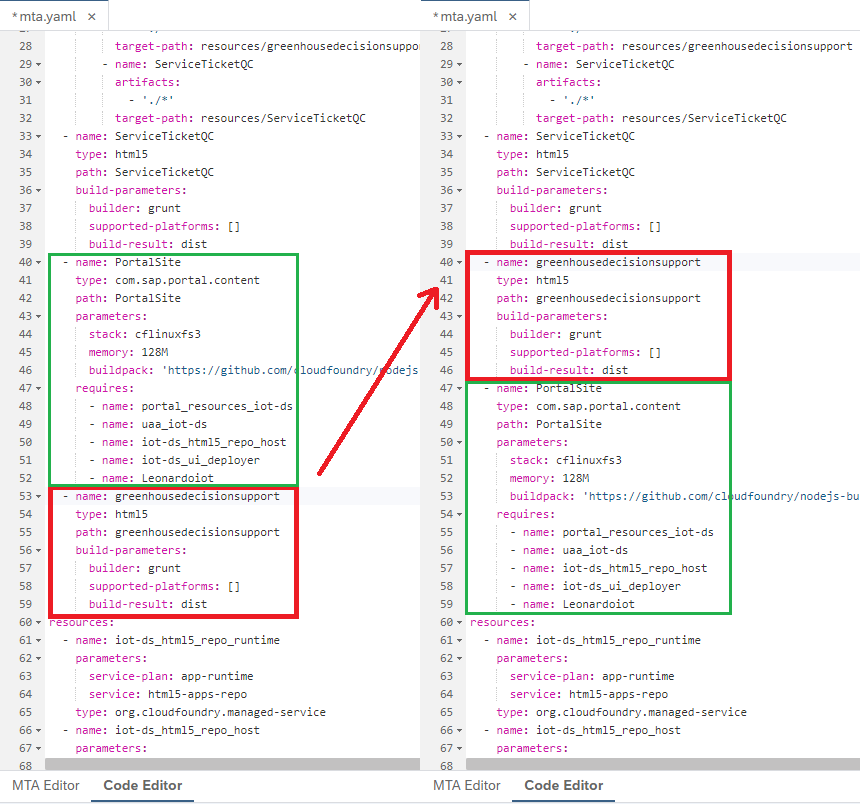 *mta.yaml ×
28 target-path: resources/greenhousedecisionsuppo
29 - name: ServiceTicketQC
30 artifacts:
31 - './*'
32 target-path: resources/ServiceTicketQC
33 - name: ServiceTicketQC
34 type: html5
35 path: ServiceTicketQC
36 build-parameters:
37 builder: grunt
38 supported-platforms: []
39 build-result: dist
40 - name: PortalSite
41 type: com.sap.portal.content
42 path: PortalSite
43 parameters:
44 stack: cflinuxfs3
45 memory: 128M
46 buildpack: 'https://github.com/cloudfoundry/nodejs
47 requires:
48 - name: portal_resources_iot-ds
49 - name: uaa_iot-ds
50 - name: iot-ds_html5_repo_host
51 - name: iot-ds_ui_deployer
52 - name: Leonardoiot
53 - name: greenhousedecisionsupport
54 type: html5
55 path: greenhousedecisionsupport
56 build-parameters:
57 builder: grunt
58 supported-platforms: []
59 build-result: dist
60 resources:
61 - name: iot-ds_html5_repo_runtime
62 parameters:
63 service-plan: app-runtime
64 service: html5-apps-repo
65 type: org.cloudfoundry.managed-service
66 - name: iot-ds_html5_repo_host
67 parameters:
68
MTA Editor Code Editor
*mta.yaml ×
28 target-path: resources/greenhousedecisionsupport
29 - name: ServiceTicketQC
30 artifacts:
31 - './*'
32 target-path: resources/ServiceTicketQC
33 - name: ServiceTicketQC
34 type: html5
35 path: ServiceTicketQC
36 build-parameters:
37 builder: grunt
38 supported-platforms: []
39 build-result: dist
40 - name: greenhousedecisionsupport
41 type: html5
42 path: greenhousedecisionsupport
43 build-parameters:
44 builder: grunt
45 supported-platforms: []
46 build-result: dist
47 - name: PortalSite
48 type: com.sap.portal.content
49 path: PortalSite
50 parameters:
51 stack: cflinuxfs3
52 memory: 128M
53 buildpack: 'https://github.com/cloudfoundry/nodejs-bu
54 requires:
55 - name: portal_resources_iot-ds
56 - name: uaa_iot-ds
57 - name: iot-ds_html5_repo_host
58 - name: iot-ds_ui_deployer
59 - name: Leonardoiot
60 resources:
61 - name: iot-ds_html5_repo_runtime
62 parameters:
63 service-plan: app-runtime
64 service: html5-apps-repo
65 type: org.cloudfoundry.managed-service
66 - name: iot-ds_html5_repo_host
67 parameters:
68
MTA Editor Code Editor